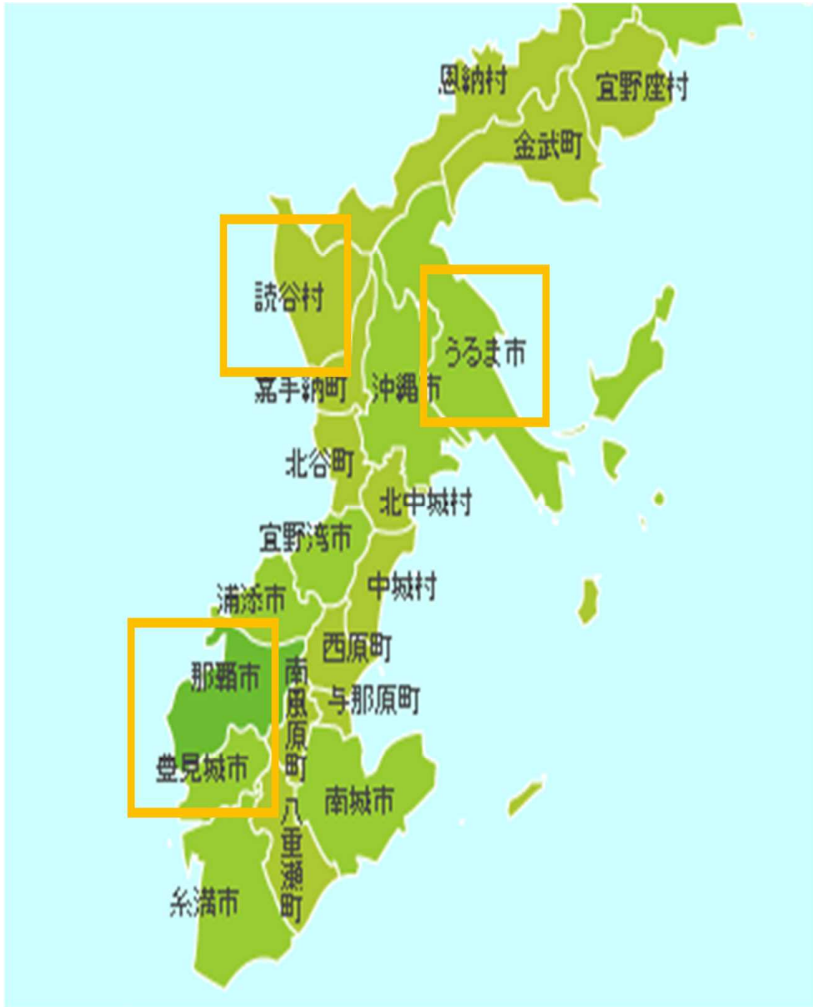 恩納村
宜野座村
金武町
読谷村
うるま市
嘉手納町
沖縄市
北谷町
北中城村
宜野湾市
中城村
浦添市
西原町
那覇市
南風原町
与那原町
豊見城市
南城市
八重瀬町
糸満市